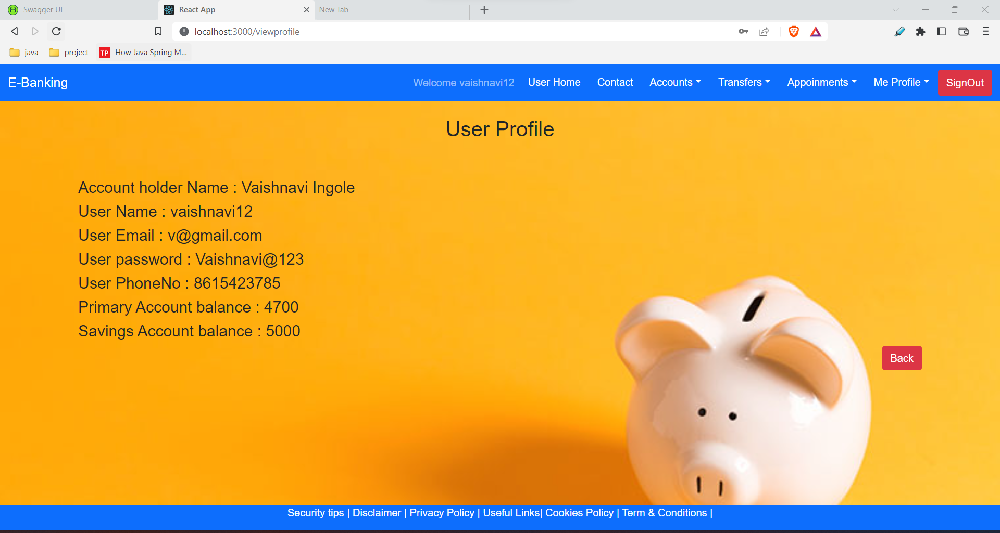 Swagger UI
React App
New Tab
localhost:3000/viewprofile
java
project
TP
How Java Spring M...
E-Banking
Welcome vaishnavi12
User Home
Contact
Accounts
Transfers
Appoinments
Me Profile
SignOut
User Profile
Account holder Name : Vaishnavi Ingole
User Name : vaishnavi12
User Email : v@gmail.com
User password : Vaishnavi@123
User PhoneNo : 8615423785
Primary Account balance : 4700
Savings Account balance : 5000
Back
Security tips | Disclaimer | Privacy Policy | Useful Links| Cookies Policy | Term & Conditions |